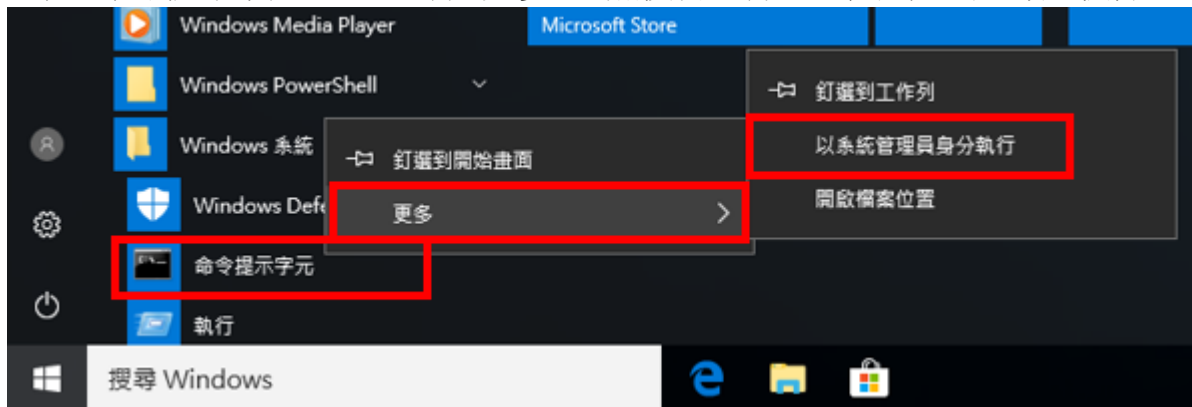 Windows Media Player
Microsoft Store
Windows PowerShell
釘選到工作列
Windows 系統
釘選到開始畫面
以系統管理員身分執行
Windows Defe
更多
開啟檔案位置
命令提示字元
執行
搜尋 Windows